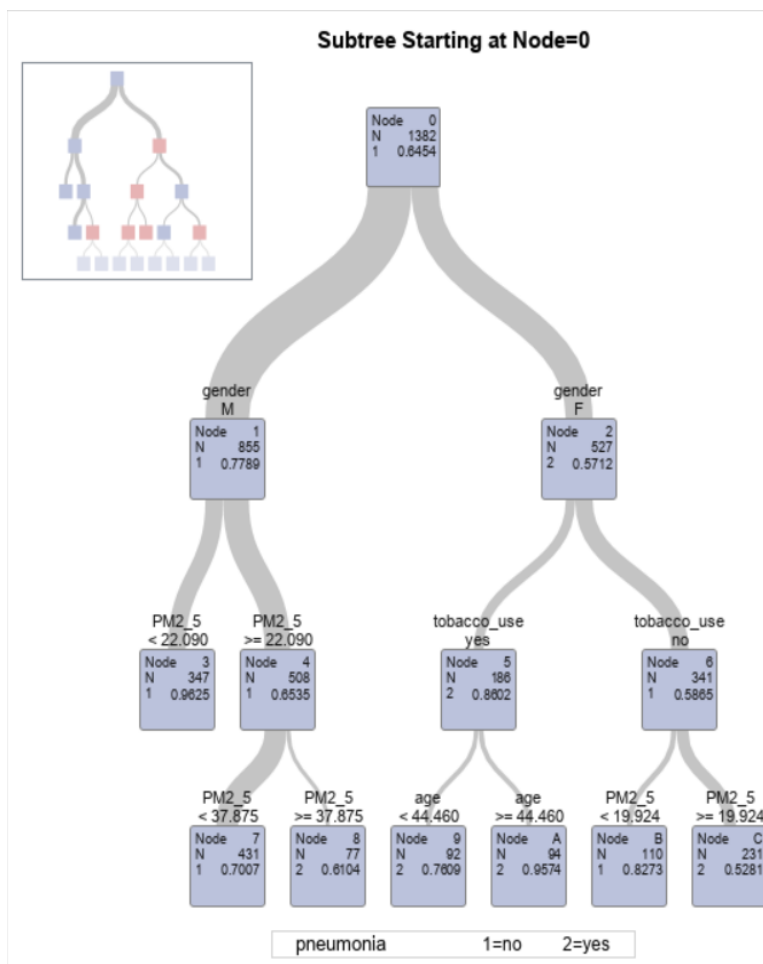 Subtree Starting at Node=0
Node 0
N 1382
1 0.6454
gender
M
gender
F
Node 1
N 855
1 0.7789
Node 2
N 527
2 0.5712
PM2_5
< 22.090
PM2_5
>= 22.090
tobacco_use
yes
tobacco_use
no
Node 3
N 347
1 0.9625
Node 4
N 508
1 0.6535
Node 5
N 186
2 0.8602
Node 6
N 341
1 0.5865
PM2_5
< 37.875
PM2_5
>= 37.875
age
< 44.460
age
>= 44.460
PM2_5
< 19.924
PM2_5
>= 19.924
Node 7
N 431
1 0.7007
Node 8
N 77
2 0.6104
Node 9
N 92
2 0.7609
Node A
N 94
2 0.9574
Node B
N 110
1 0.8273
Node C
N 231
2 0.5281
pneumonia 1=no 2=yes